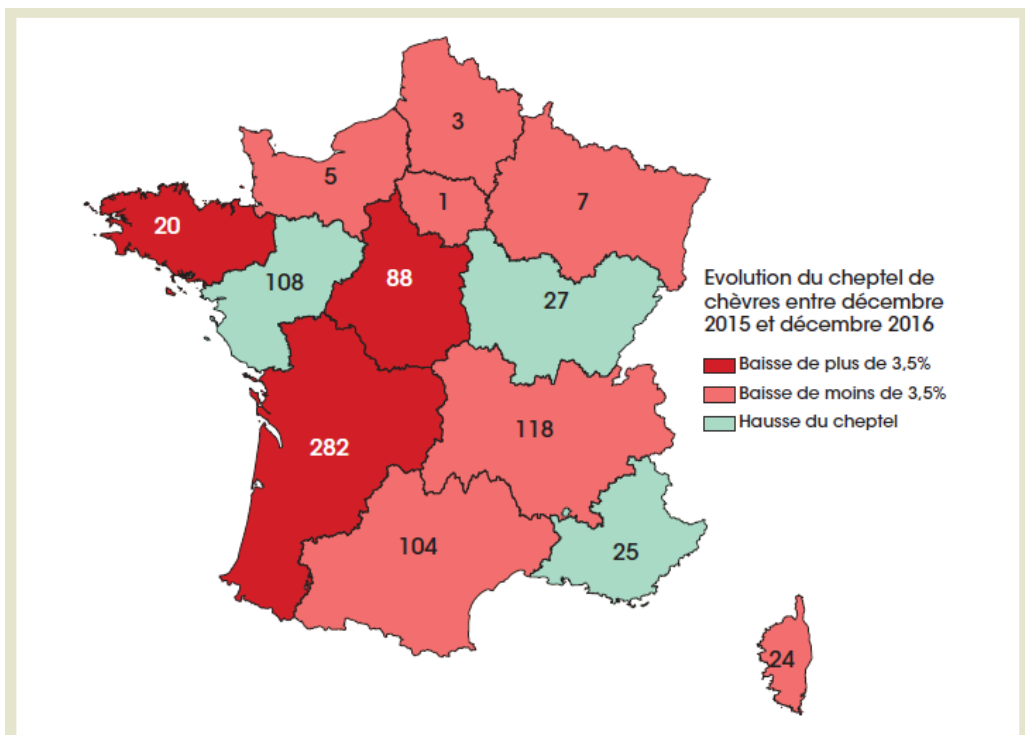 3
5
1
7
20
108
88
27
Evolution du cheptel de
chèvres entre décembre
2015 et décembre 2016
Baisse de plus de 3,5%
Baisse de moins de 3,5%
Hausse du cheptel
282
118
104
25
24